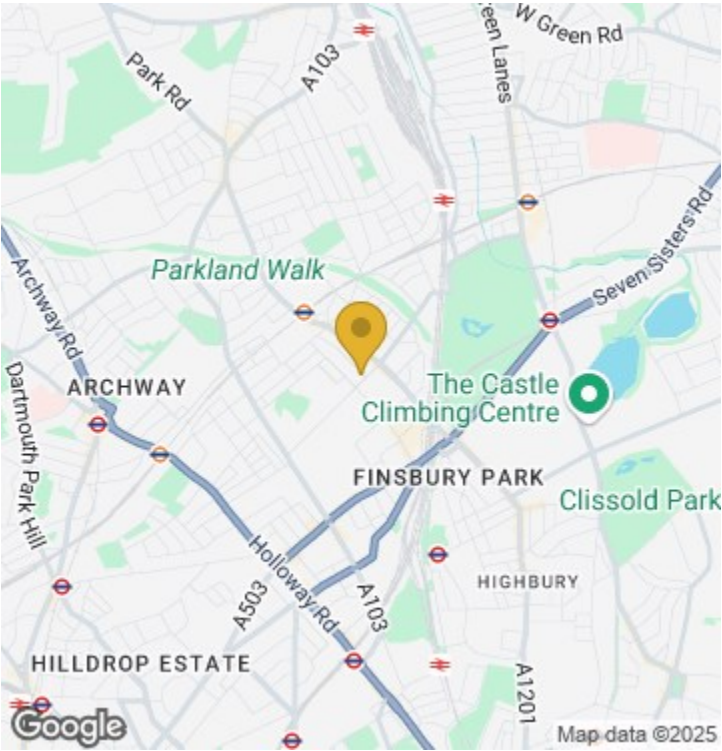 W Green Rd
Green Lanes
A103
Park Rd
Seven Sisters Rd
Parkland Walk
Archway Rd
ARCHWAY
The Castle
Climbing Centre
Dartmouth Park Hill
FINSBURY PARK
Clissold Park
Holloway Rd
A503
A103
HIGHBURY
HILLDROP ESTATE
A1201
Google
Map data ©2025